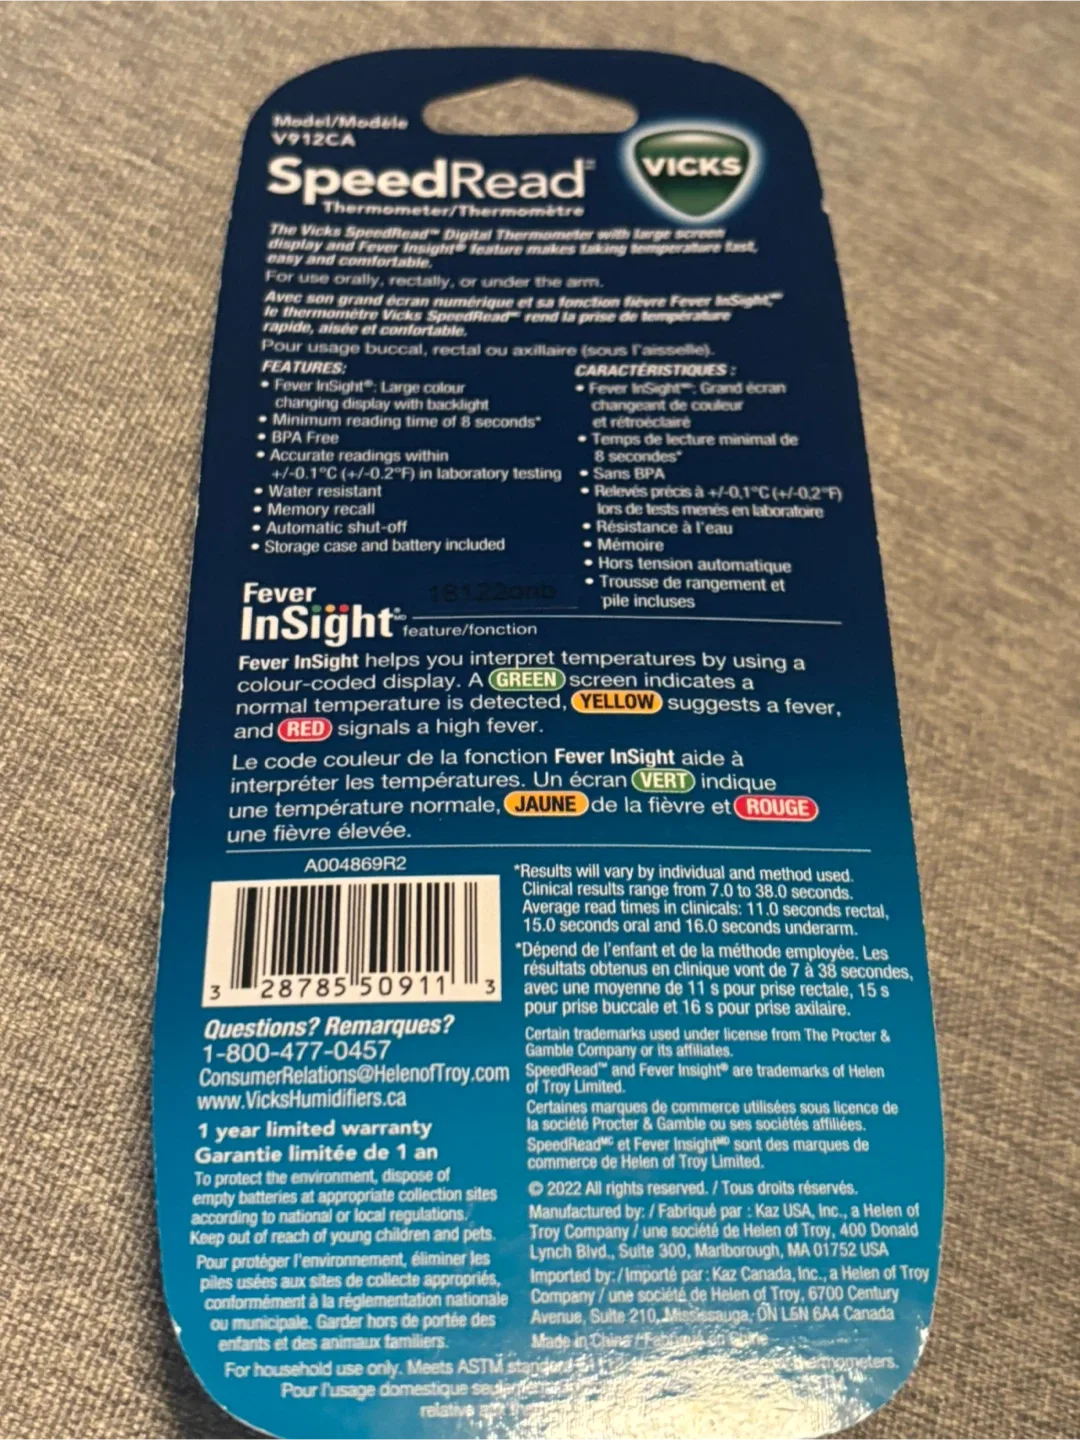 Model/Modèle
V912CA
SpeedRead™
VICKS
Thermometer/Thermomètre
The Vicks SpeedRead™ Digital Thermometer with large screen
display and Fever Insight® feature makes taking temperature fast,
easy and comfortable.
For use orally, rectally, or under the arm.
Avec son grand écran numérique et sa fonction fièvre Fever InSight,
le thermomètre Vicks SpeedRead rend la prise de température
rapide, aisée et confortable.
Pour usage buccal, rectal ou axillaire (sous l'aisselle).
FEATURES:
• Fever InSight®: Large colour
changing display with backlight
• Minimum reading time of 8 seconds*
• BPA Free
• Accurate readings within
+/-0.1°C (+/-0.2°F) in laboratory testing
• Water resistant
• Memory recall
• Automatic shut-off
• Storage case and battery included
CARACTÉRISTIQUES :
• Fever InSight: Grand écran
changeant de couleur
et rétroéclairé
• Temps de lecture minimal de
8 secondes*
• Sans BPA
• Relevés précis à +/-0,1°C (+/-0,2°F)
lors de tests menés en laboratoire
• Résistance à l'eau
• Mémoire
• Hors tension automatique
• Trousse de rangement et
pile incluses
Fever
InSight feature/fonction
Fever InSight helps you interpret temperatures by using a
colour-coded display. A GREEN screen indicates a
normal temperature is detected, YELLOW suggests a fever,
and RED signals a high fever.
Le code couleur de la fonction Fever InSight aide à
interpréter les températures. Un écran VERT indique
une température normale, JAUNE de la fièvre et ROUGE
une fièvre élevée.
A004869R2
3 28785 50911 3
Questions? Remarques?
1-800-477-0457
ConsumerRelations@HelenofTroy.com
www.VicksHumidifiers.ca
1 year limited warranty
Garantie limitée de 1 an
To protect the environment, dispose of
empty batteries at appropriate collection sites
according to national or local regulations.
Keep out of reach of young children and pets.
Pour protéger l'environnement, éliminer les
piles usées aux sites de collecte appropriés,
conformément à la réglementation nationale
ou municipale. Garder hors de portée des
enfants et des animaux familiers.
*Results will vary by individual and method used.
Clinical results range from 7.0 to 38.0 seconds.
Average read times in clinicals: 11.0 seconds rectal,
15.0 seconds oral and 16.0 seconds underarm.
*Dépend de l'enfant et de la méthode employée. Les
résultats obtenus en clinique vont de 7 à 38 secondes,
avec une moyenne de 11 s pour prise rectale, 15 s
pour prise buccale et 16 s pour prise axilaire.
Certain trademarks used under license from The Procter &
Gamble Company or its affiliates.
SpeedRead™ and Fever Insight® are trademarks of Helen
of Troy Limited.
Certaines marques de commerce utilisées sous licence de
la société Procter & Gamble ou ses sociétés affiliées.
SpeedRead MC et Fever Insight MD sont des marques de
commerce de Helen of Troy Limited.
© 2022 All rights reserved. / Tous droits réservés.
Manufactured by: / Fabriqué par : Kaz USA, Inc., a Helen of
Troy Company / une société de Helen of Troy, 400 Donald
Lynch Blvd., Suite 300, Marlborough, MA 01752 USA
Imported by:/ Importé par: Kaz Canada, Inc., a Helen of Troy
Company / une société de Helen of Troy, 6700 Century
Avenue, Suite 210, Mississauga, ON L5N 6A4 Canada
Made in China / Fabriqué en Chine
For household use only. Meets ASTM thermometers.
Pour l'usage domestique
relative aux